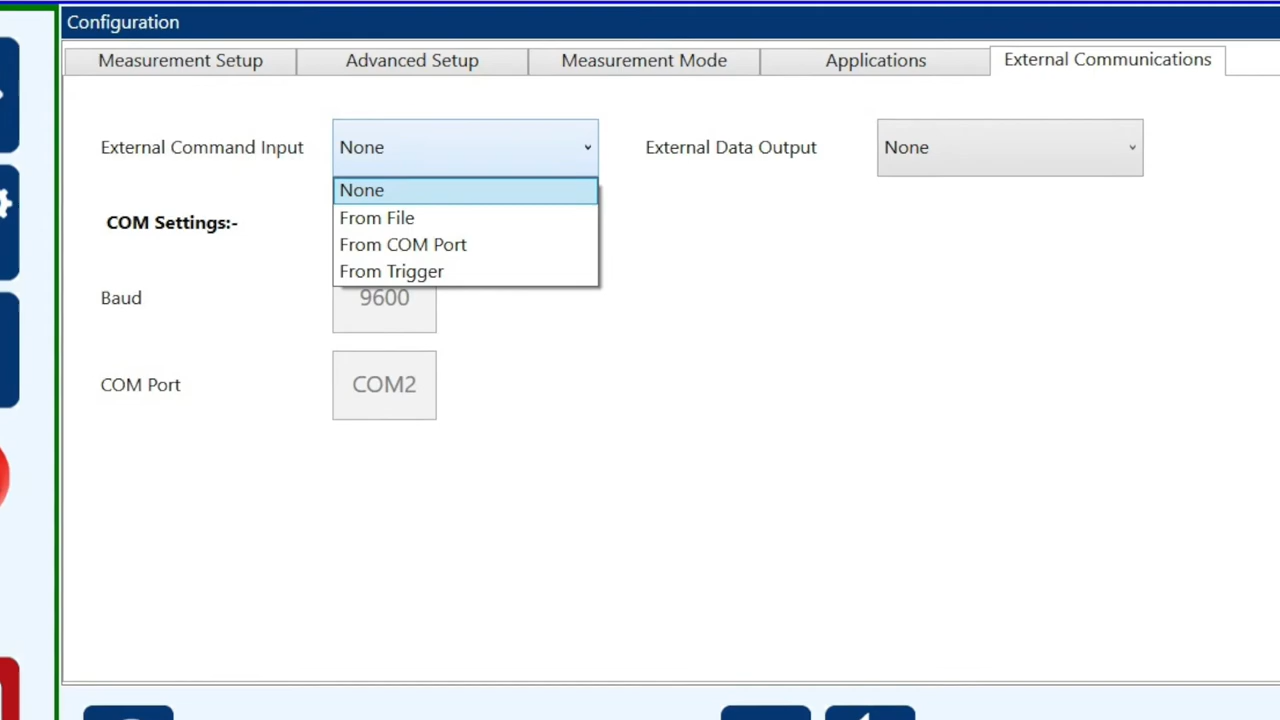 Configuration
Measurement Setup
Advanced Setup
Measurement Mode
Applications
External Communications
External Command Input
None
External Data Output
None
None
From File
From COM Port
From Trigger
COM Settings:-
Baud
9600
COM Port
COM2